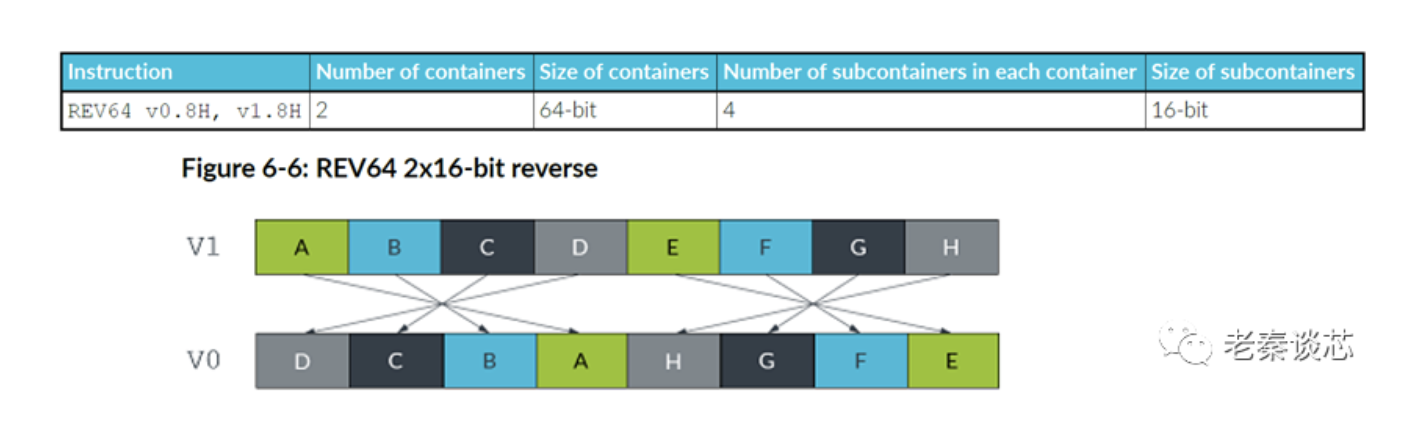 Instruction Number of containers Size of containers Number of subcontainers in each container Size of subcontainers
REV64 v0.8H, v1.8H 2 64-bit 4 16-bit
Figure 6-6: REV64 2x16-bit reverse
V1 A B C D E F G H
V0 D C B A H G F E
老秦谈芯